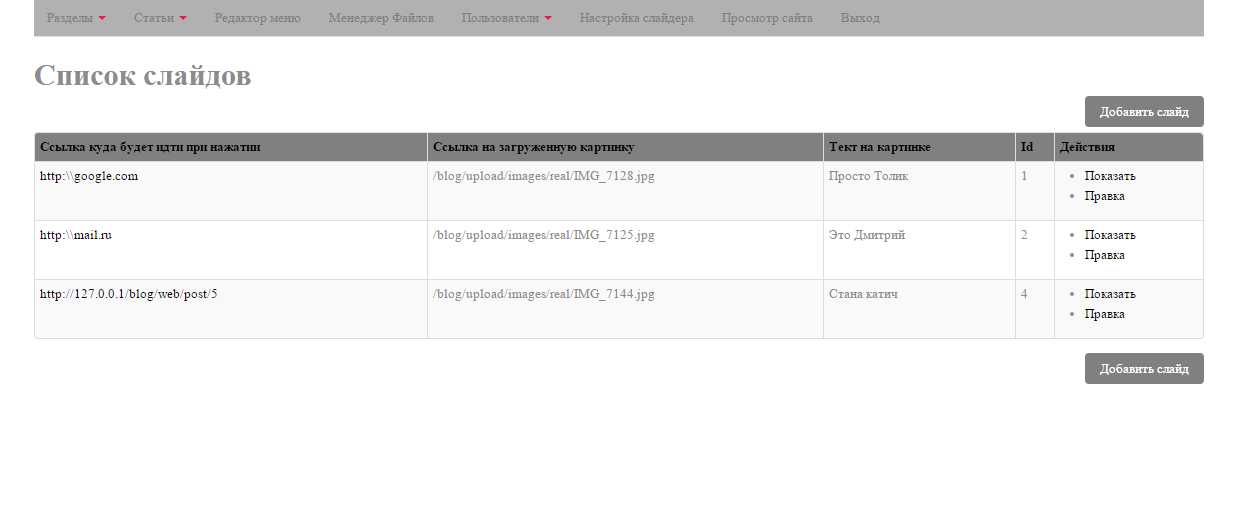 Разделы Статьи Редактор меню Менеджер Файлов Пользователи Настройка слайдера Просмотр сайта Выход
Список слайдов
Добавить слайд
Ссылка куда будет идти при нажатии Ссылка на загруженную картинку Тект на картинке Id Действия
http:\\google.com /blog/upload/images/real/IMG_7128.jpg Просто Толик 1 Показать
Правка
http:\\mail.ru /blog/upload/images/real/IMG_7125.jpg Это Дмитрий 2 Показать
Правка
http://127.0.0.1/blog/web/post/5 /blog/upload/images/real/IMG_7144.jpg Стана катич 4 Показать
Правка
Добавить слайд